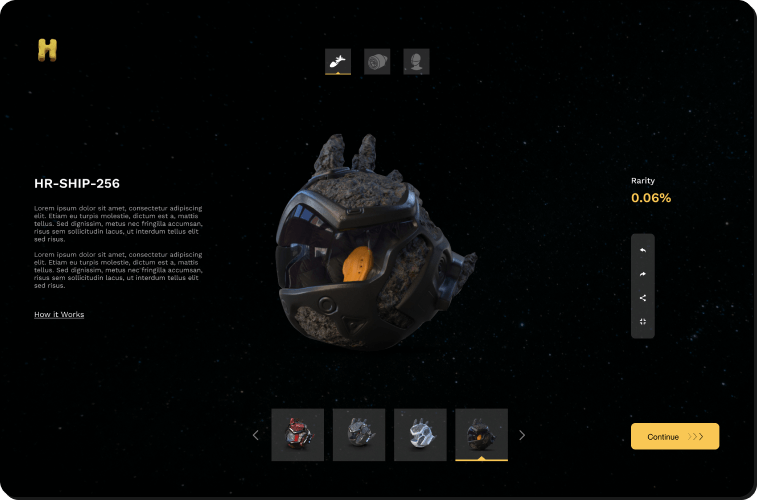 H
HR-SHIP-256
Lorem ipsum dolor sit amet, consectetur adipiscing
elit. Etiam eu turpis molestie, dictum est a, mattis
tellus. Sed dignissim, metus nec fringilla accumsan,
risus sem sollicitudin lacus, ut interdum tellus elit
sed risus.
Lorem ipsum dolor sit amet, consectetur adipiscing
elit. Etiam eu turpis molestie, dictum est a, mattis
tellus. Sed dignissim, metus nec fringilla accumsan,
risus sem sollicitudin lacus, ut interdum tellus elit
sed risus.
How it Works
Rarity
0.06%
Continue